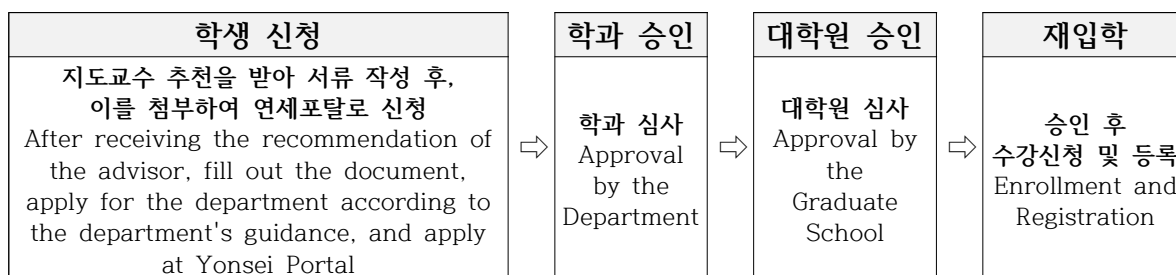 학생 신청
지도교수 추천을 받아 서류 작성 후,
이를 첨부하여 연세포탈로 신청
After receiving the recommendation of
the advisor, fill out the document,
apply for the department according to
the department's guidance, and apply
at Yonsei Portal
⇨
학과 승인
학과 심사
Approval
by the
Department
⇨
대학원 승인
대학원 심사
Approval by
the
Graduate
School
⇨
재입학
승인 후
수강신청 및 등록
Enrollment and
Registration